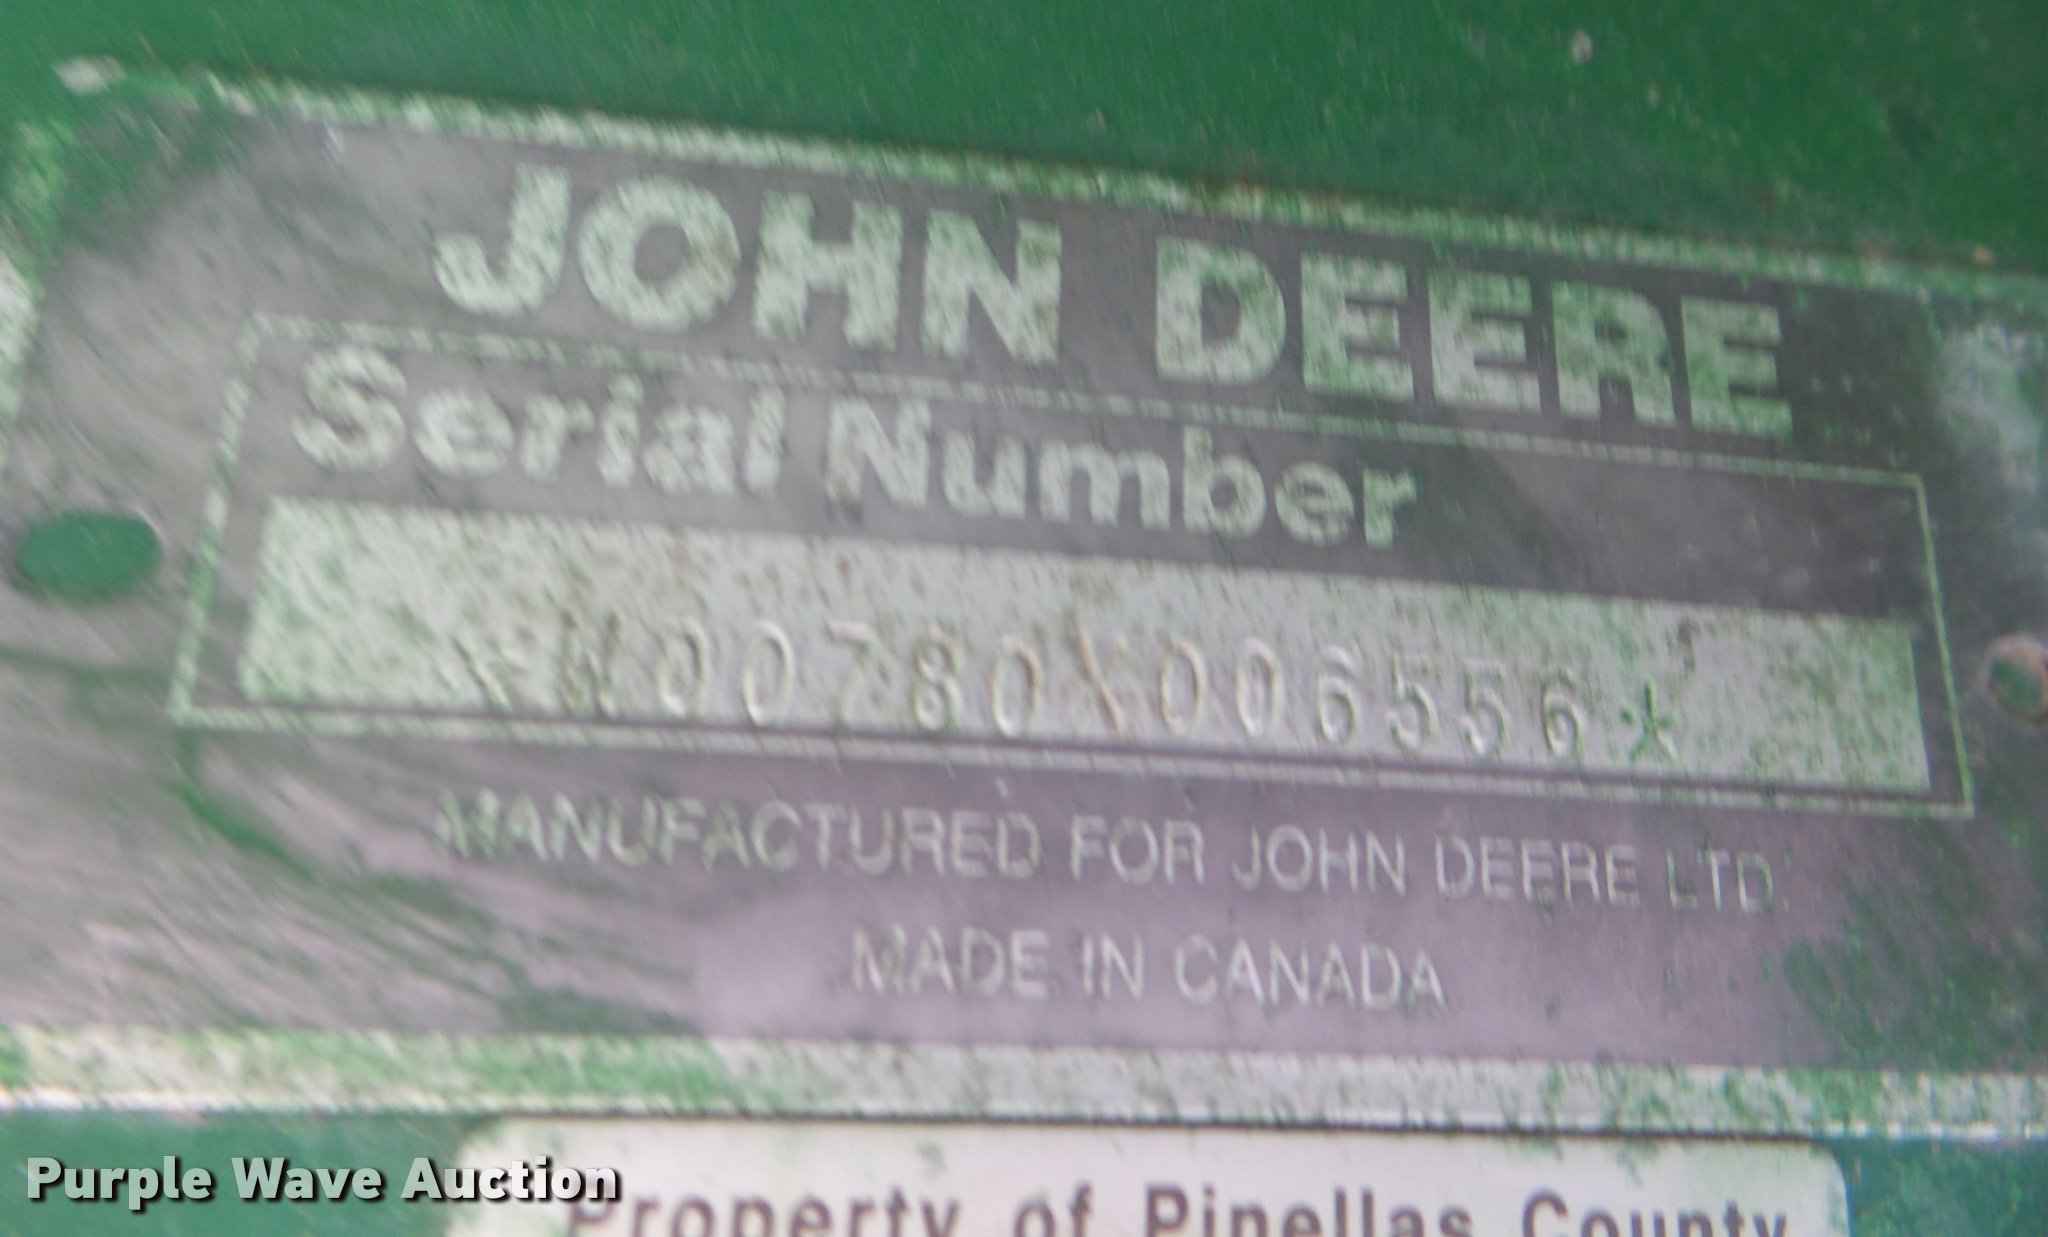 JOHN DEERE
Serial Number
*W00780X006556*
MANUFACTURED FOR JOHN DEERE LTD.
MADE IN CANADA
Property of Pinellas County
Purple Wave Auction